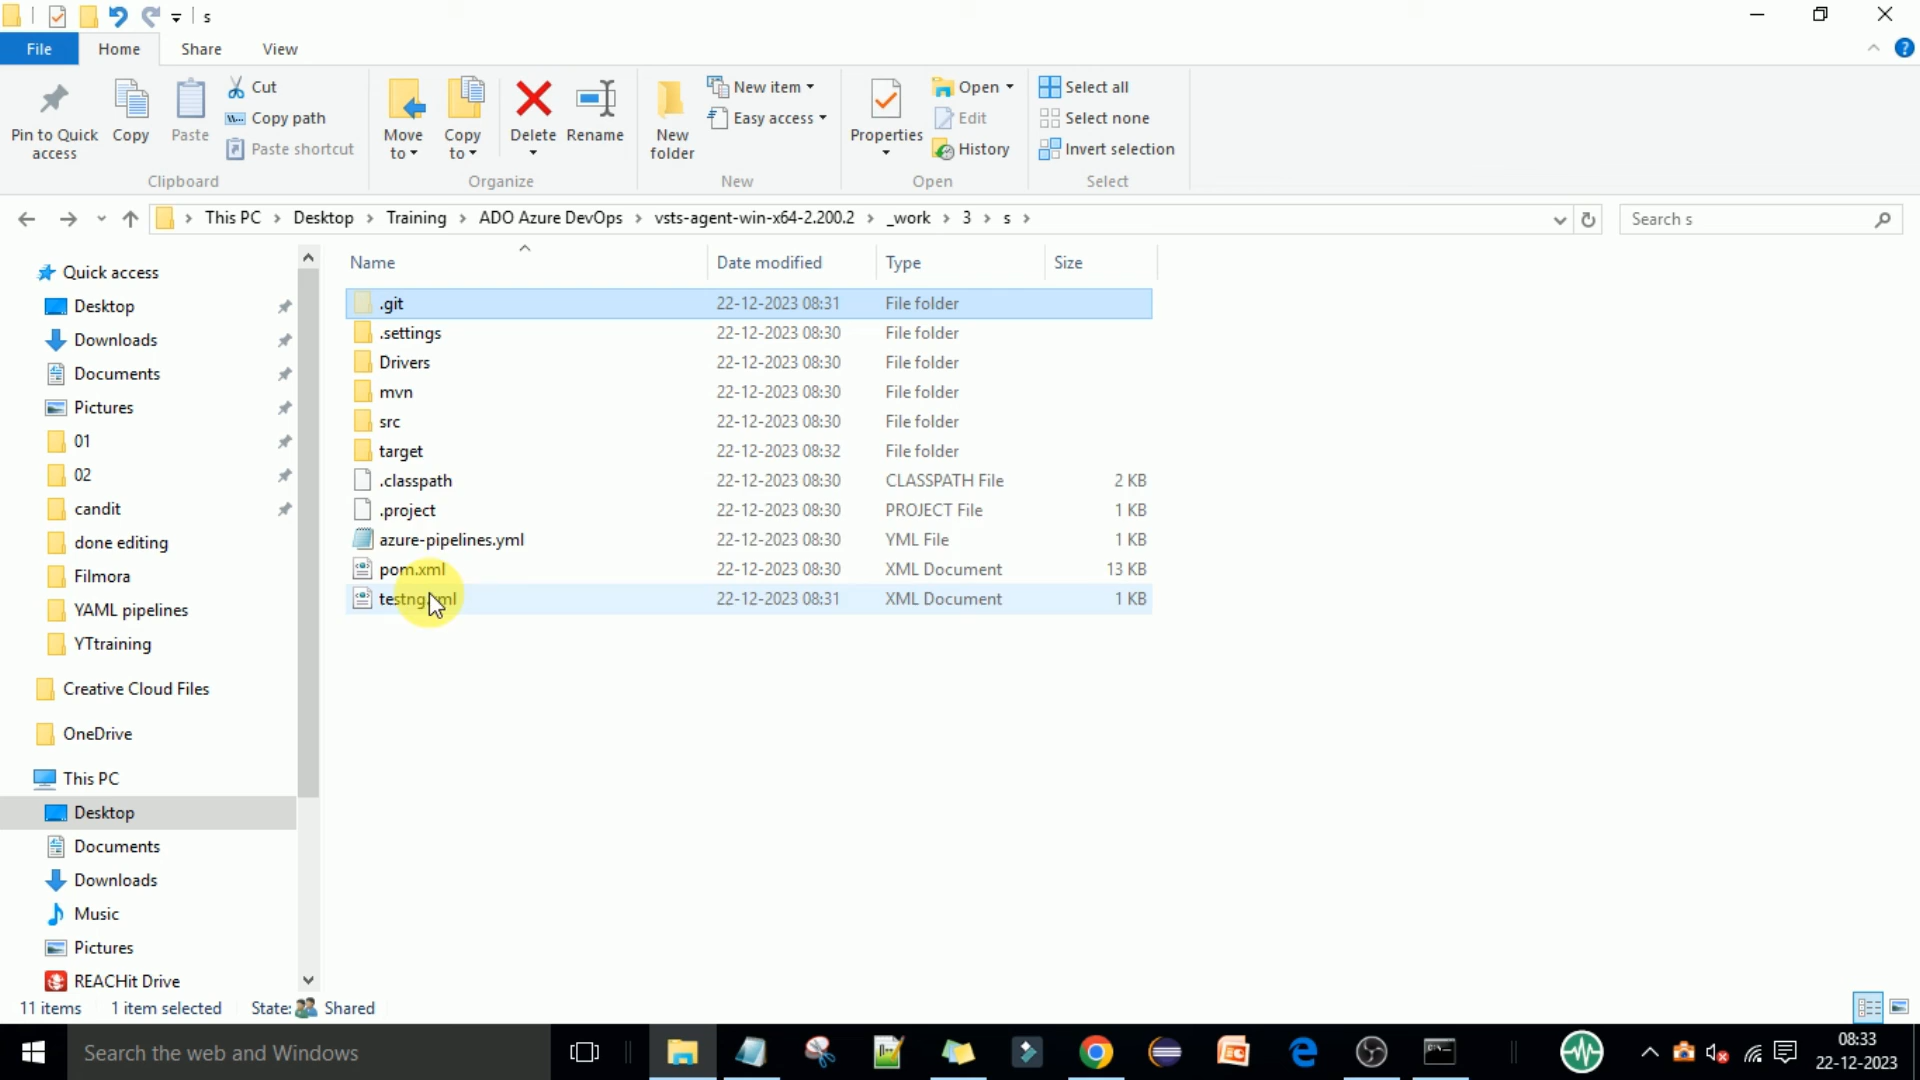 s
File
Home
Share
View
Pin to Quick access
Copy
Paste
Cut
Copy path
Paste shortcut
Clipboard
Move to
Copy to
Delete
Rename
Organize
New folder
New item
Easy access
New
Properties
Open
Edit
History
Open
Select all
Select none
Invert selection
Select
This PC > Desktop > Training > ADO Azure DevOps > vsts-agent-win-x64-2.200.2 > _work > 3 > s >
Search s
Quick access
Desktop
Downloads
Documents
Pictures
01
02
candit
done editing
Filmora
YAML pipelines
YTtraining
Creative Cloud Files
OneDrive
This PC
Desktop
Documents
Downloads
Music
Pictures
REACHit Drive
Name Date modified Type Size
.git 22-12-2023 08:31 File folder
.settings 22-12-2023 08:30 File folder
Drivers 22-12-2023 08:30 File folder
mvn 22-12-2023 08:30 File folder
src 22-12-2023 08:30 File folder
target 22-12-2023 08:32 File folder
.classpath 22-12-2023 08:30 CLASSPATH File 2 KB
.project 22-12-2023 08:30 PROJECT File 1 KB
azure-pipelines.yml 22-12-2023 08:30 YML File 1 KB
pom.xml 22-12-2023 08:30 XML Document 13 KB
testng.xml 22-12-2023 08:31 XML Document 1 KB
11 items 1 item selected State: Shared
Search the web and Windows
08:33
22-12-2023